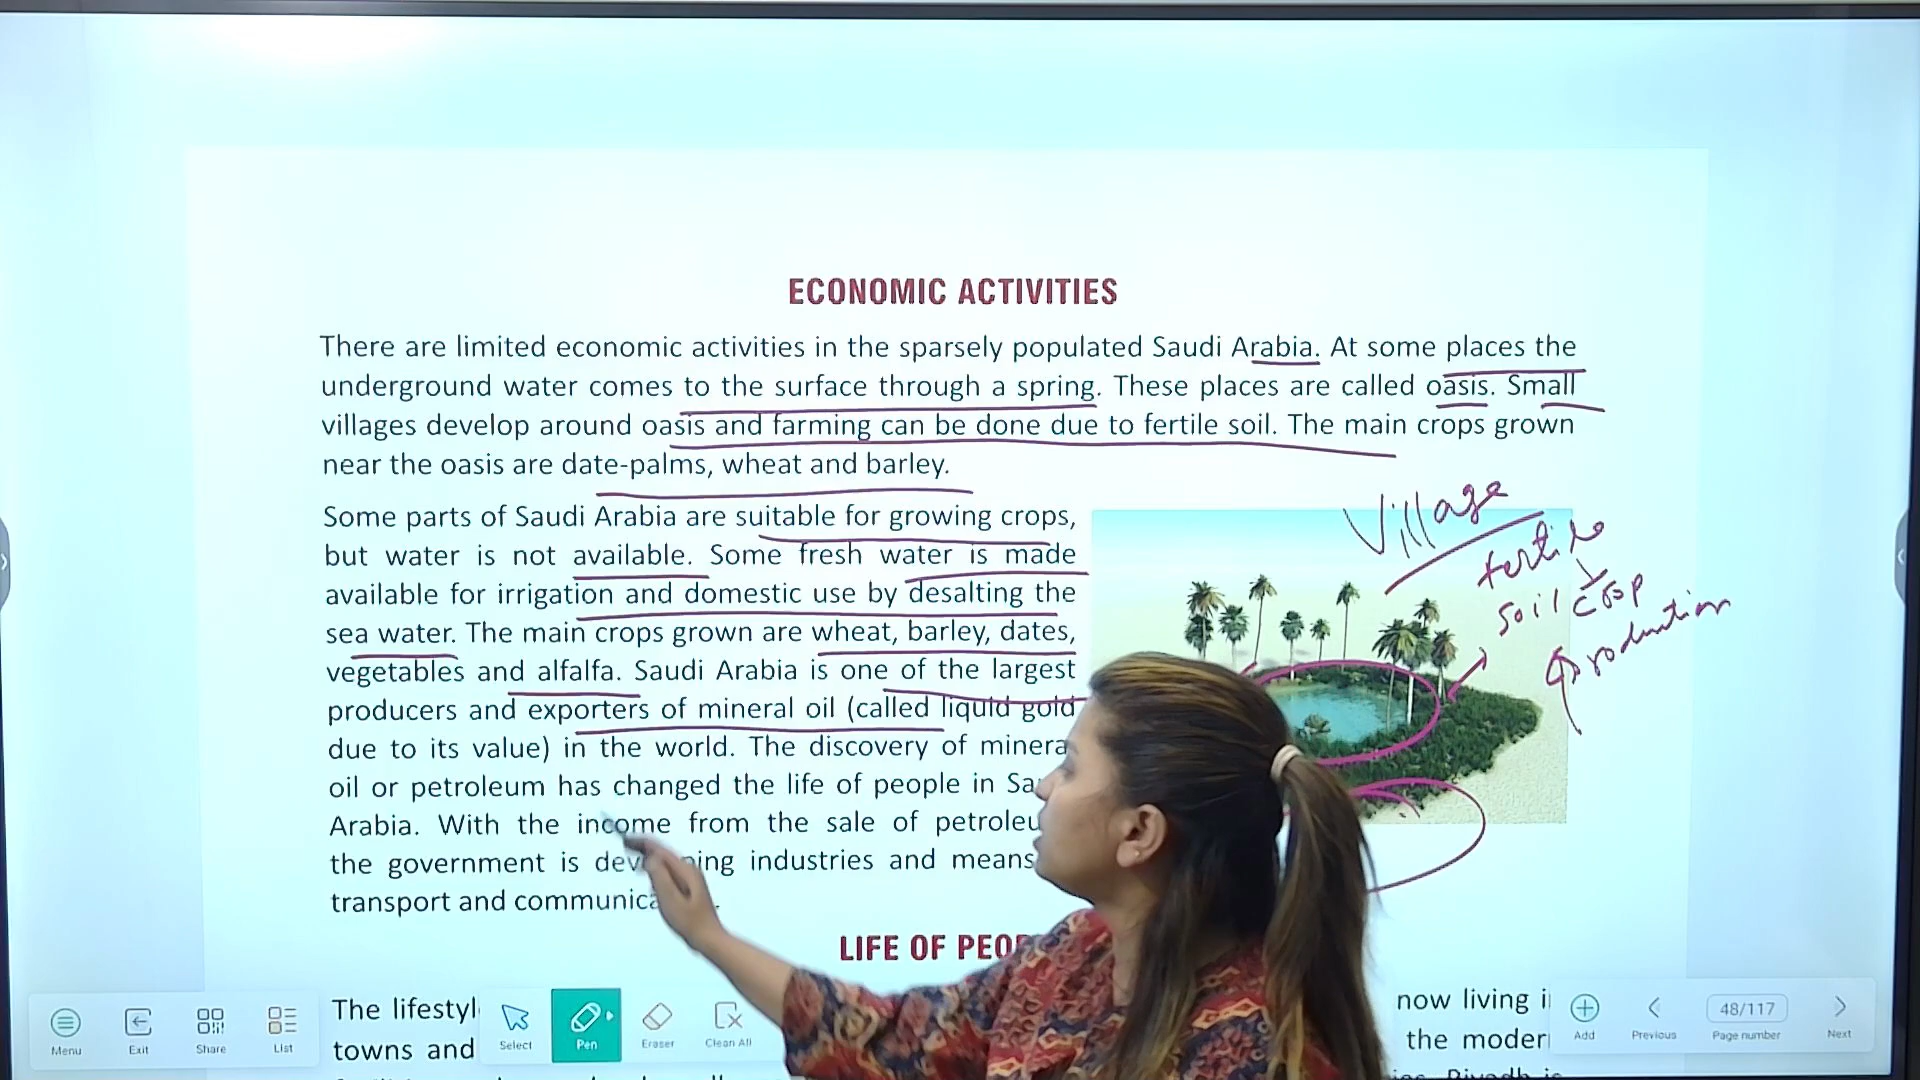 ECONOMIC ACTIVITIES
There are limited economic activities in the sparsely populated Saudi Arabia. At some places the
underground water comes to the surface through a spring. These places are called oasis. Small
villages develop around oasis and farming can be done due to fertile soil. The main crops grown
near the oasis are date-palms, wheat and barley.
Some parts of Saudi Arabia are suitable for growing crops,
but water is not available. Some fresh water is made
available for irrigation and domestic use by desalting the
sea water. The main crops grown are wheat, barley, dates,
vegetables and alfalfa. Saudi Arabia is one of the largest
producers and exporters of mineral oil (called liquid gold
due to its value) in the world. The discovery of minera
oil or petroleum has changed the life of people in Sa
Arabia. With the income from the sale of petroleu
the government is dev ing industries and means
transport and communic .
Village
fertile
soil crop
production
LIFE OF PEO
The lifestyl now living i
towns and the moder
Riyadh is
Menu
Exit
Share
List
Select
Pen
Eraser
Clean All
Add
Previous
48/117
Page number
Next